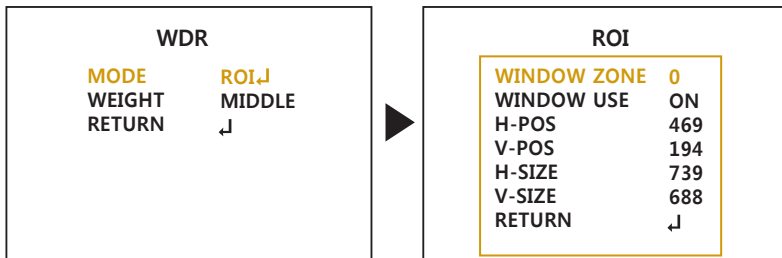 WDR
MODE ROI↲
WEIGHT MIDDLE
RETURN ↲
ROI
WINDOW ZONE 0
WINDOW USE ON
H-POS 469
V-POS 194
H-SIZE 739
V-SIZE 688
RETURN ↲